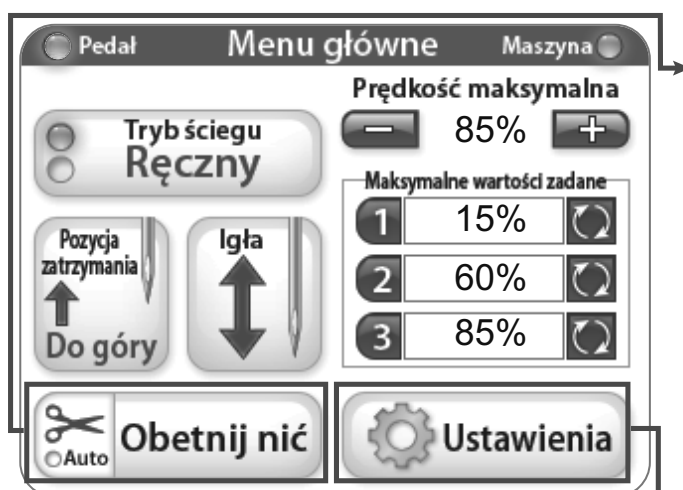 Pedał
Menu główne
Maszyna
Prędkość maksymalna
85%
Tryb ściegu
Ręczny
Maksymalne wartości zadane
1 15%
2 60%
3 85%
Pozycja
zatrzymania
Do góry
Igła
Auto
Obetnij nić
Ustawienia